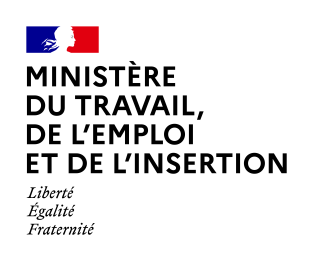 MINISTÈRE
DU TRAVAIL,
DE L'EMPLOI
ET DE L'INSERTION
Liberté
Égalité
Fraternité